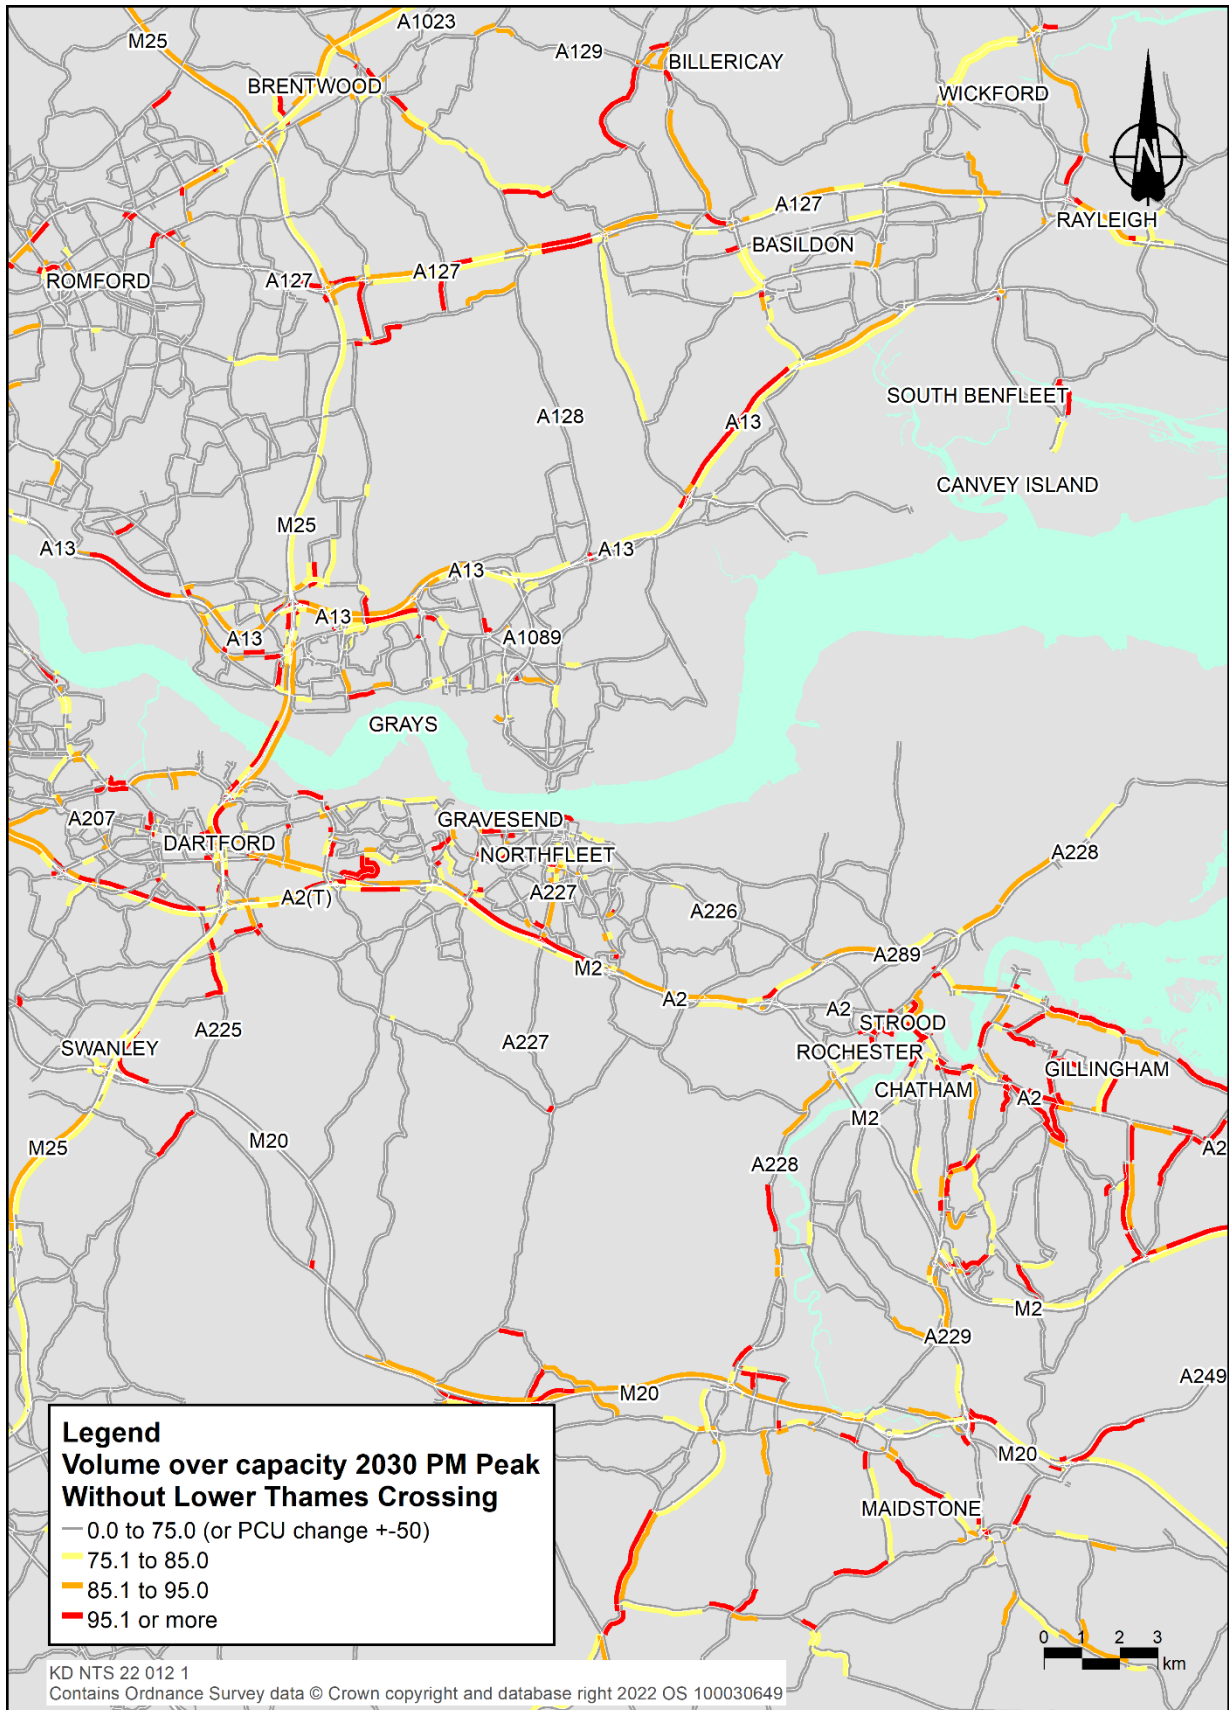 A1023
M25
A129
BILLERICAY
BRENTWOOD
WICKFORD
N
A127
RAYLEIGH
BASILDON
A127
A127
ROMFORD
SOUTH BENFLEET
A128
A13
CANVEY ISLAND
M25
A13
A13
A13
A13
A13
A1089
GRAYS
A207
GRAVESEND
DARTFORD
NORTHFLEET
A228
A2(T)
A227
A226
A289
M2
A2
A2
STROOD
A225
A227
SWANLEY
ROCHESTER
GILLINGHAM
CHATHAM
A2
M2
M20
M25
A2
A228
M2
A229
A249
M20
M20
MAIDSTONE
Legend
Volume over capacity 2030 PM Peak
Without Lower Thames Crossing
0.0 to 75.0 (or PCU change +-50)
75.1 to 85.0
85.1 to 95.0
95.1 or more
0 1 2 3
km
KD NTS 22 012 1
Contains Ordnance Survey data © Crown copyright and database right 2022 OS 100030649